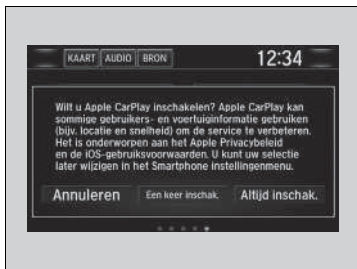 KAART AUDIO BRON 12:34
Wilt u Apple CarPlay inschakelen? Apple CarPlay kan
sommige gebruikers- en voertuiginformatie gebruiken
(bijv. locatie en snelheid) om de service te verbeteren.
Het is onderworpen aan het Apple Privacybeleid
en de iOS-gebruiksvoorwaarden. U kunt uw selectie
later wijzigen in het Smartphone instellingenmenu.
Annuleren Een keer inschak. Altijd inschak.